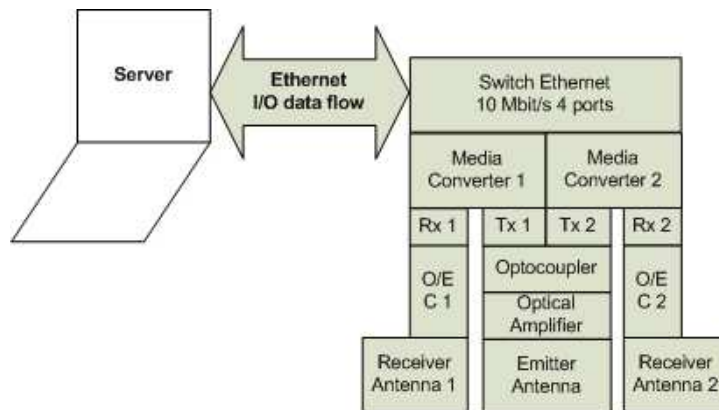 Server
Ethernet
I/O data flow
Switch Ethernet
10 Mbit/s 4 ports
Media
Converter 1
Media
Converter 2
Rx 1
Tx 1
Tx 2
Rx 2
O/E
C 1
Optocoupler
Optical
Amplifier
O/E
C 2
Receiver
Antenna 1
Emitter
Antenna
Receiver
Antenna 2